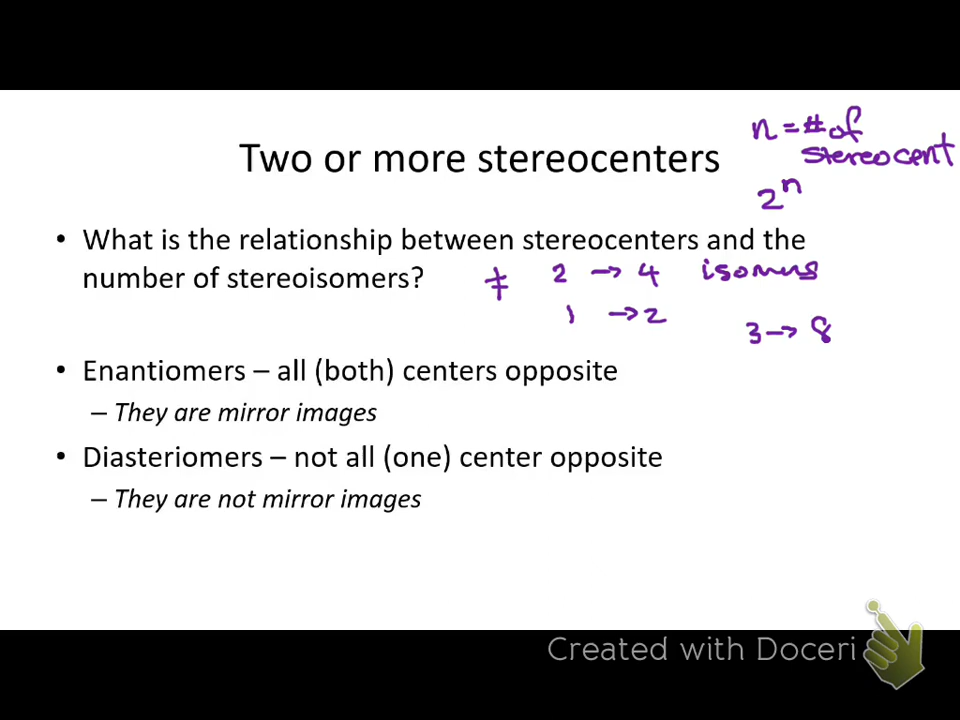 Two or more stereocenters
n = # of
stereocent
2^n
• What is the relationship between stereocenters and the
number of stereoisomers?
≠ 2 → 4 isomers
1 → 2
3 → 8
• Enantiomers – all (both) centers opposite
– They are mirror images
• Diasteriomers – not all (one) center opposite
– They are not mirror images
Created with Doceri